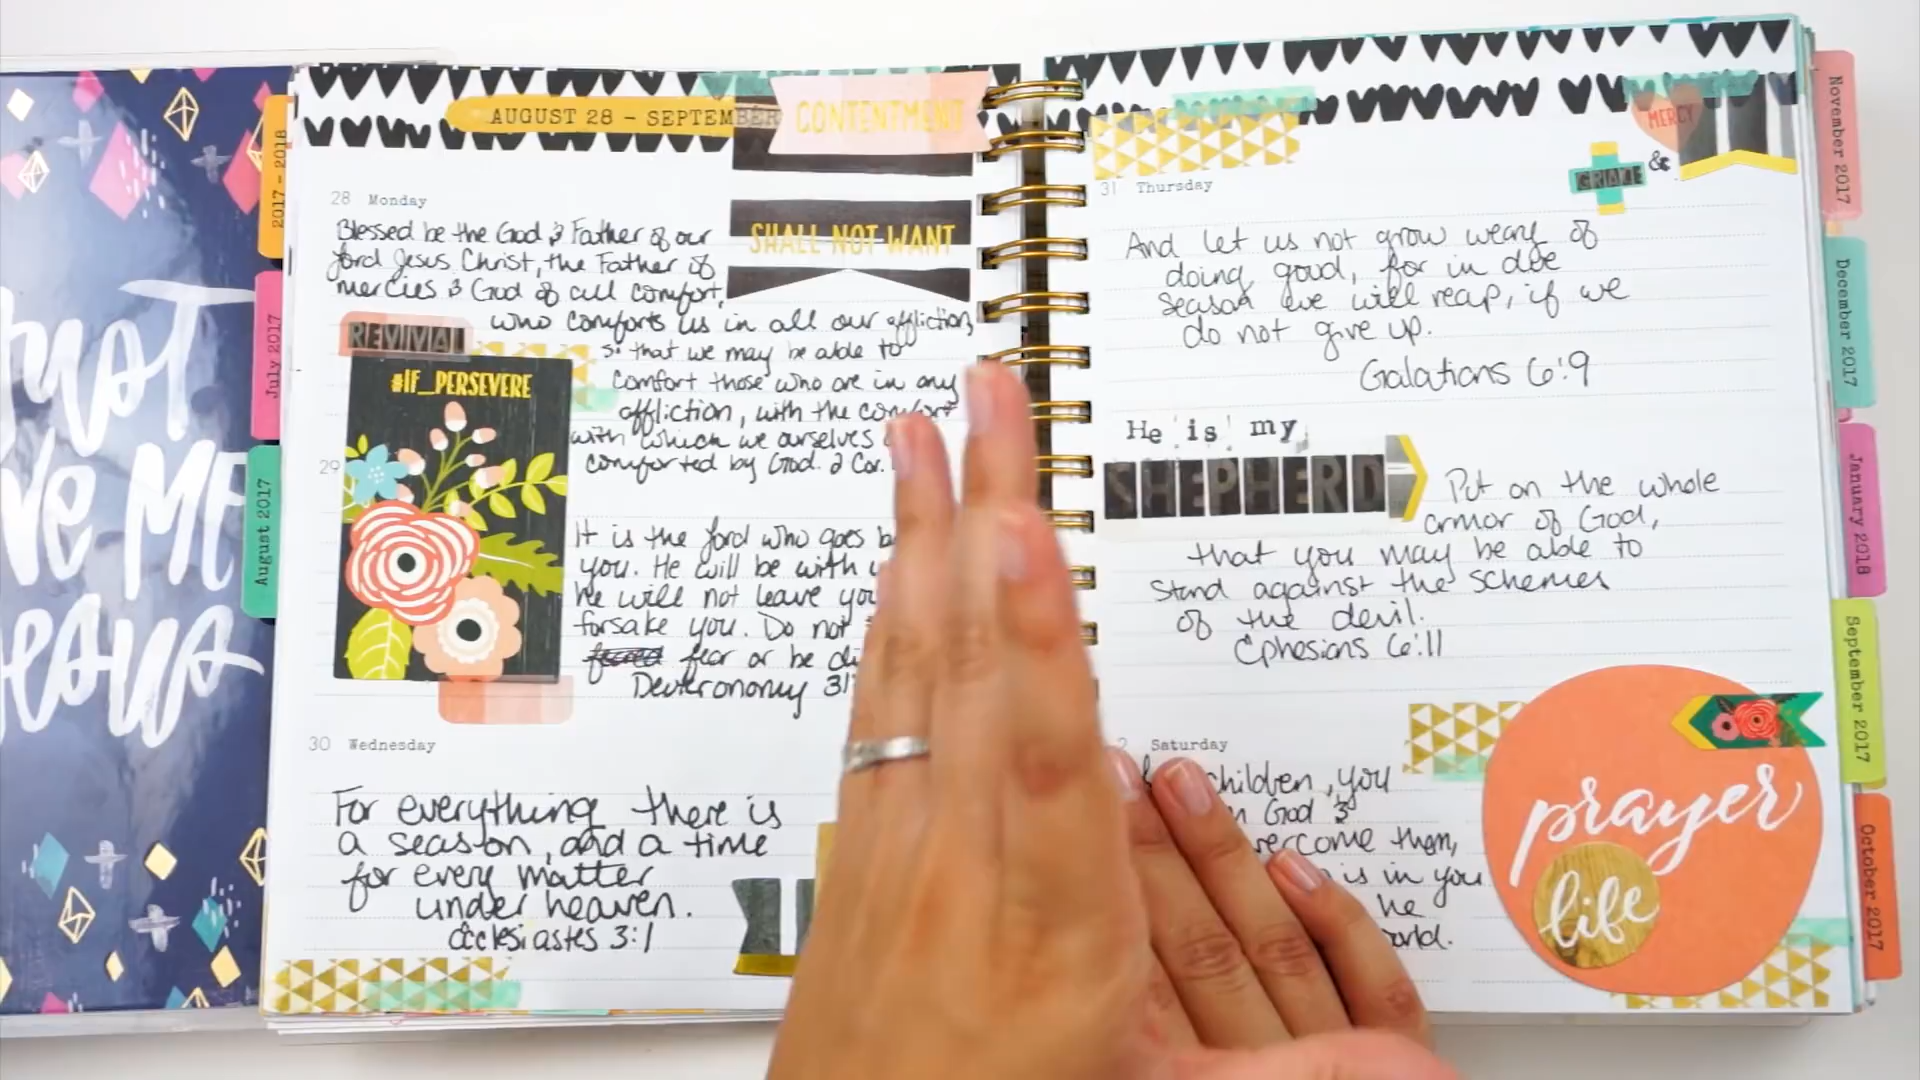 JUST
ME
2017 - 2018
July 2017
August 2017
AUGUST 28 - SEPTEMBER
CONTENTMENT
SHALL NOT WANT
28 Monday
Blessed be the God & Father of our
Lord Jesus Christ, the Father of
mercies & God of all comfort,
who comforts us in all our affliction,
so that we may be able to
comfort those who are in any
affliction, with the comfort
with which we ourselves
comforted by God. 2 Cor.
REVIVAL
#IF_PERSEVERE
29
It is the Lord who goes
you. He will be with
He will not leave you
forsake you. Do not
fear or be
Deuteronomy 31
30 Wednesday
For everything there is
a season, and a time
for every matter
under heaven.
Ecclesiastes 3:1
MERCY
GRACE &
31 Thursday
And let us not grow weary of
doing good, for in due
season we will reap, if we
do not give up.
Galatians 6:9
He is my
SHEPHERD
Put on the whole
armor of God,
that you may be able to
stand against the schemes
of the devil.
Ephesians 6:11
2 Saturday
children, you
God &
overcome them,
is in you
he
world.
prayer
life
November 2017
December 2017
January 2018
September 2017
October 2017